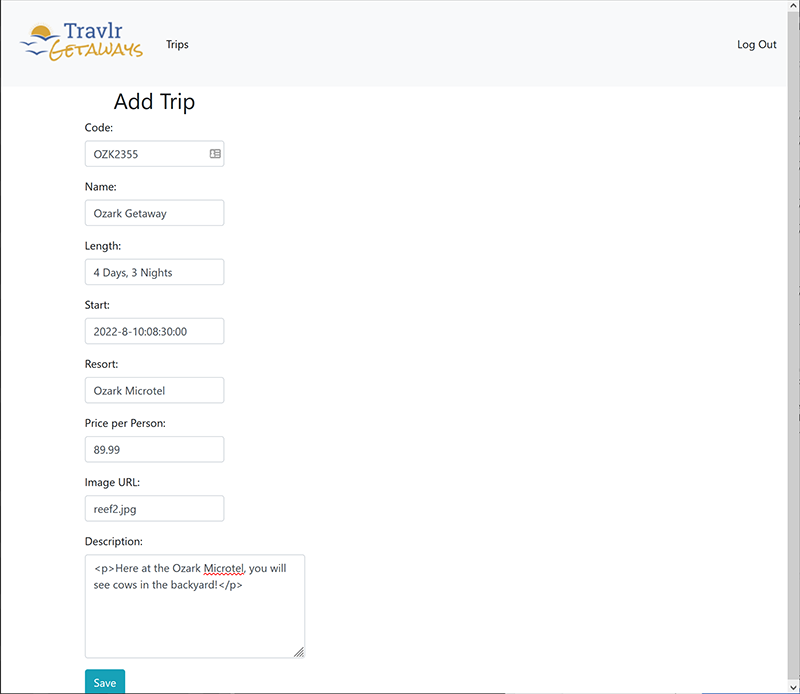 Travlr
GETAWAYS
Trips
Log Out
Add Trip
Code:
OZK2355
Name:
Ozark Getaway
Length:
4 Days, 3 Nights
Start:
2022-8-10:08:30:00
Resort:
Ozark Microtel
Price per Person:
89.99
Image URL:
reef2.jpg
Description:
<p>Here at the Ozark Microtel, you will
see cows in the backyard!</p>
Save